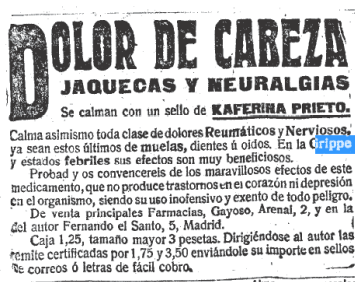 DOLOR DE CABEZA
JAQUECAS Y NEURALGIAS
Se calman con un sello de KAFERINA PRIETO.
Calma asimismo toda clase de dolores Reumáticos y Nerviosos,
ya sean estos últimos de muelas, dientes ú oidos. En la Grippe
y estados febriles sus efectos son muy beneficiosos.
Probad y os convencereis de los maravillosos efectos de este
medicamento, que no produce trastornos en el corazón ni depresión
en el organismo, siendo su uso inofensivo y exento de todo peligro.
De venta principales Farmacias, Gayoso, Arenal, 2, y en la
del autor Fernando el Santo, 5, Madrid.
Caja 1,25, tamaño mayor 3 pesetas. Dirigiéndose al autor las
remite certificadas por 1,75 y 3,50 enviándole su importe en sellos
de correos ó letras de fácil cobro.